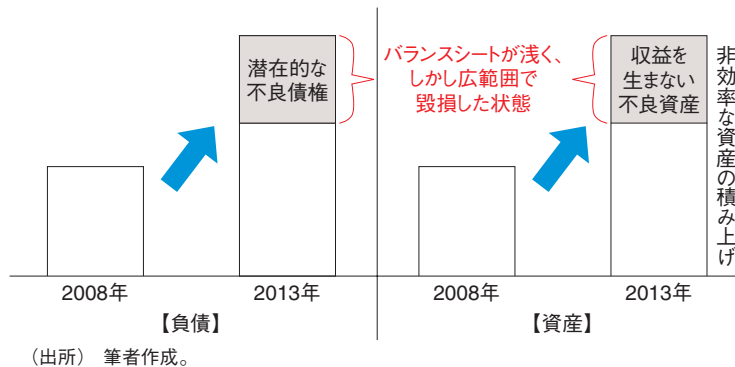 潜在的な
不良債権
バランスシートが浅く、
しかし広範囲で
毀損した状態
収益を
生まない
不良資産
非効率な資産の積み上げ
2008年
2013年
2008年
2013年
【負債】
【資産】
（出所） 筆者作成。